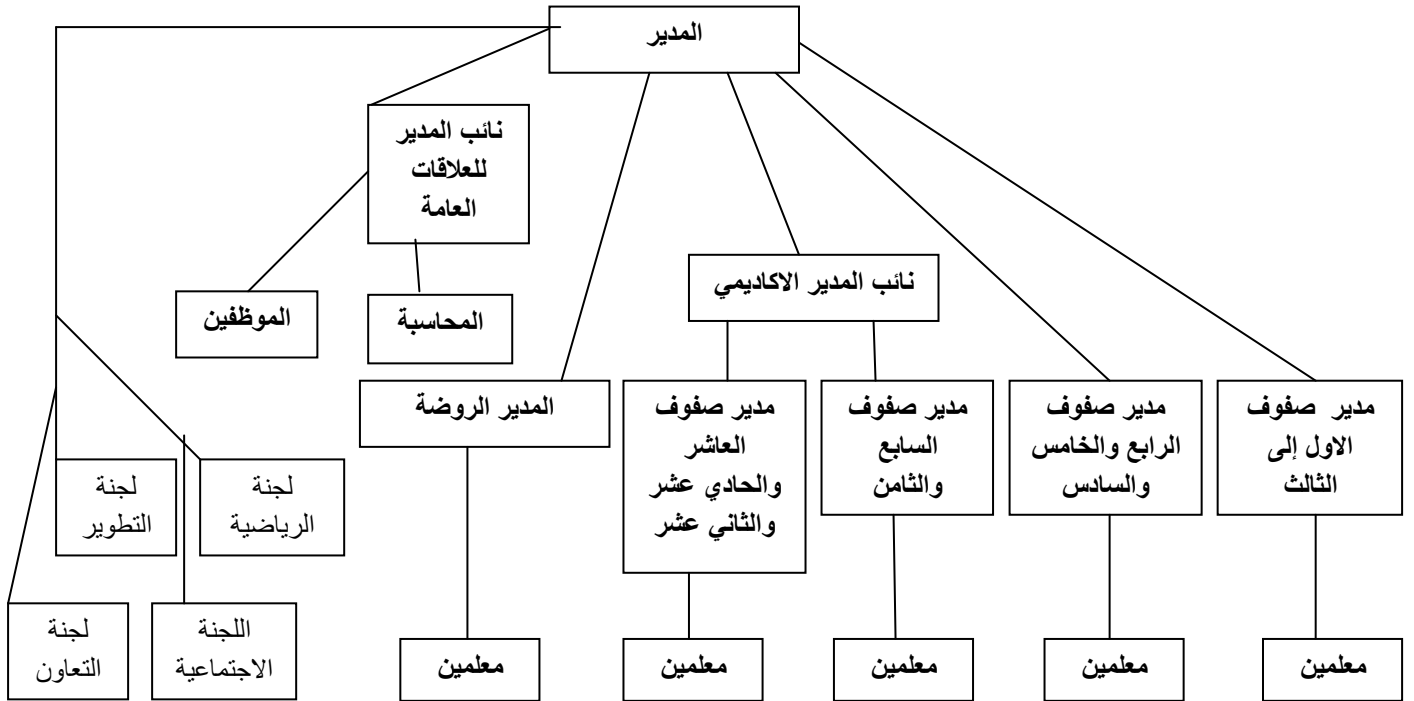 المدير
نائب المدير
للعلاقات
العامة
نائب المدير الاكاديمي
الموظفين
المحاسبة
مدير صفوف
الاول إلى
الثالث
مدير صفوف
الرابع والخامس
والسادس
مدير صفوف
السابع
والثامن
مدير صفوف
العاشر
والحادي عشر
والثاني عشر
المدير الروضة
لجنة
الرياضية
لجنة
التطوير
معلمين
معلمين
معلمين
معلمين
معلمين
اللجنة
الاجتماعية
لجنة
التعاون